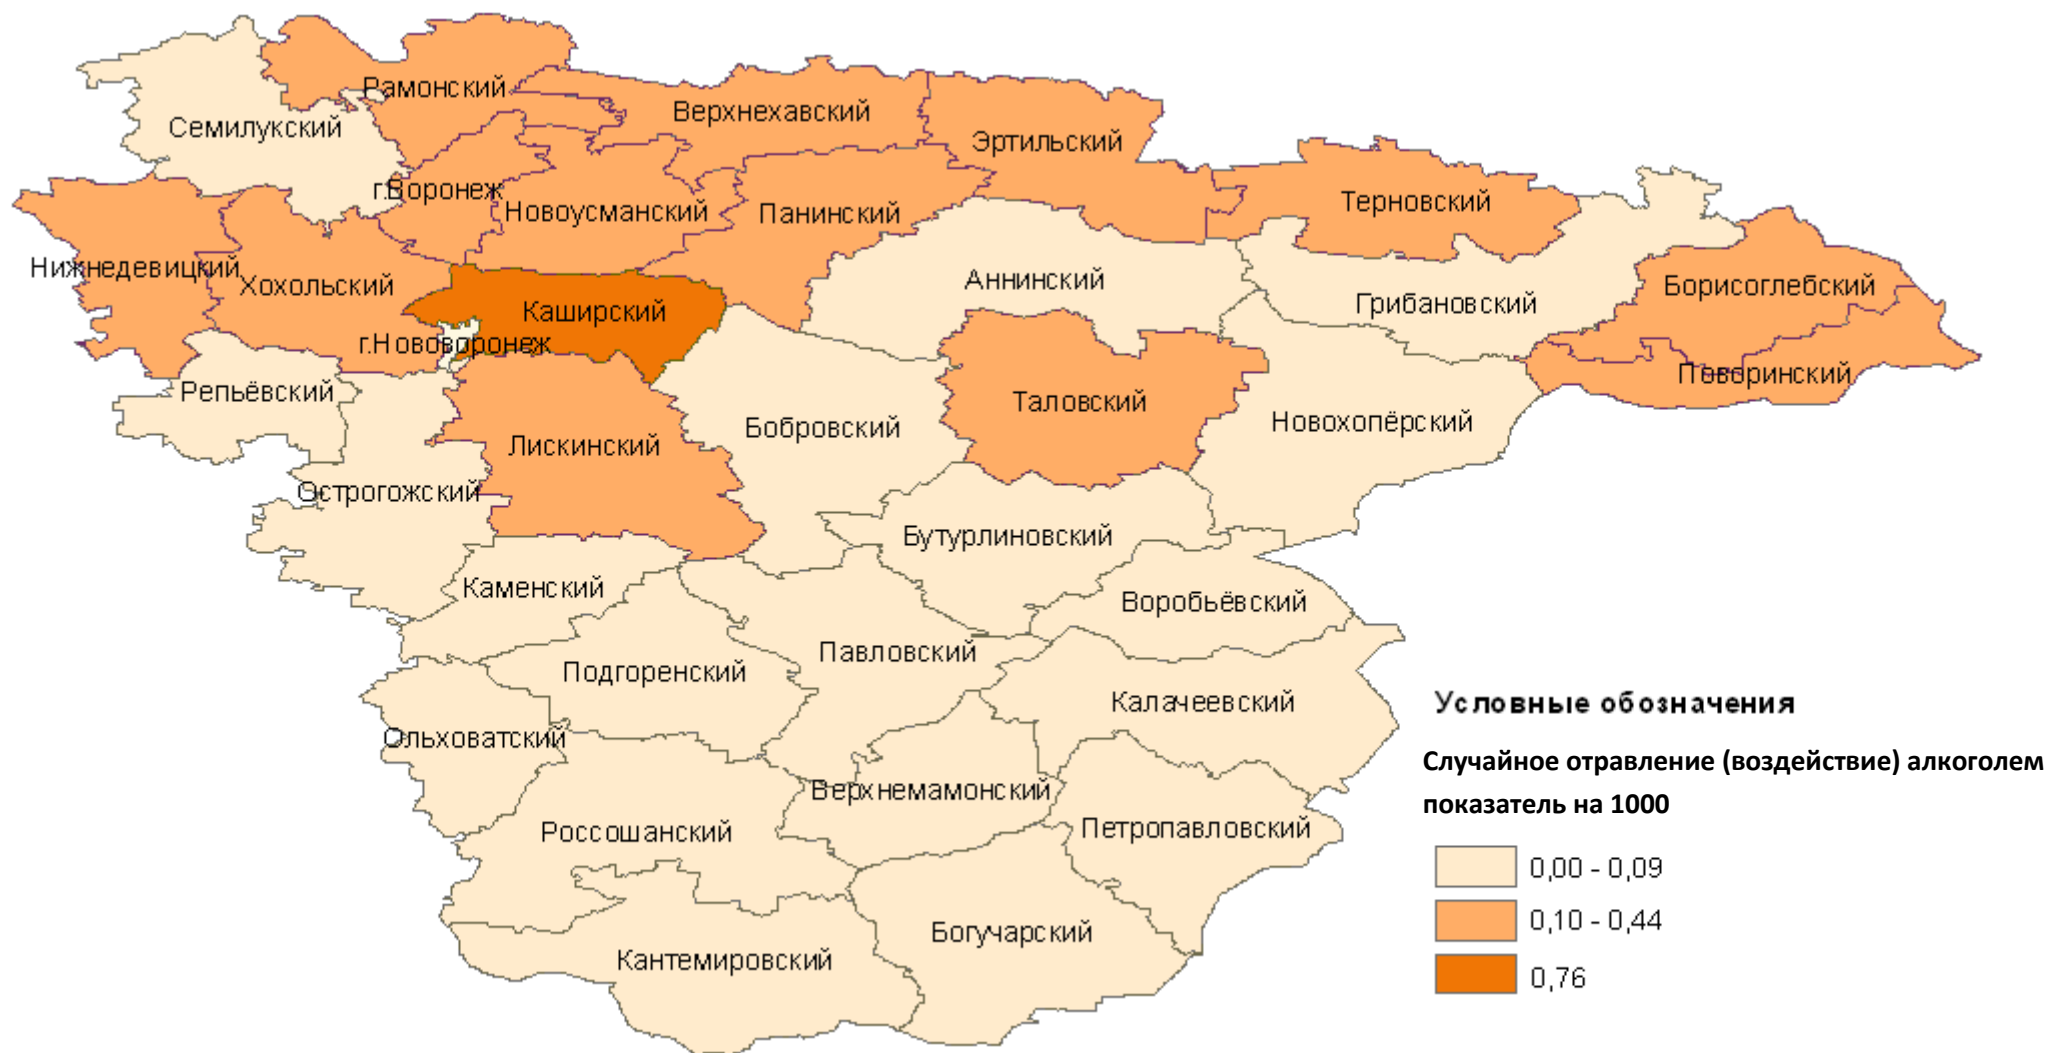 Рамонский
Верхнехавский
Семилукский
Эртильский
г.Воронеж
Новоусманский
Панинский
Терновский
Нижнедевицкий
Хохольский
Аннинский
Борисоглебский
Каширский
Грибановский
г.Нововоронеж
Поворинский
Репьёвский
Таловский
Новохопёрский
Бобровский
Лискинский
Острогожский
Бутурлиновский
Каменский
Воробьёвский
Павловский
Подгоренский
Калачеевский
Ольховатский
Верхнемамонский
Россошанский
Петропавловский
Богучарский
Кантемировский
Условные обозначения
Случайное отравление (воздействие) алкоголем
показатель на 1000
0,00 - 0,09
0,10 - 0,44
0,76